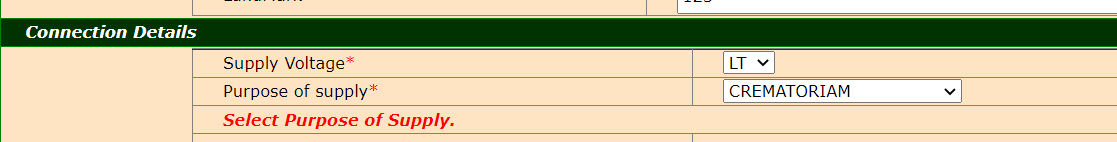 Connection Details
Supply Voltage* LT
Purpose of supply* CREMATORIAM
Select Purpose of Supply.